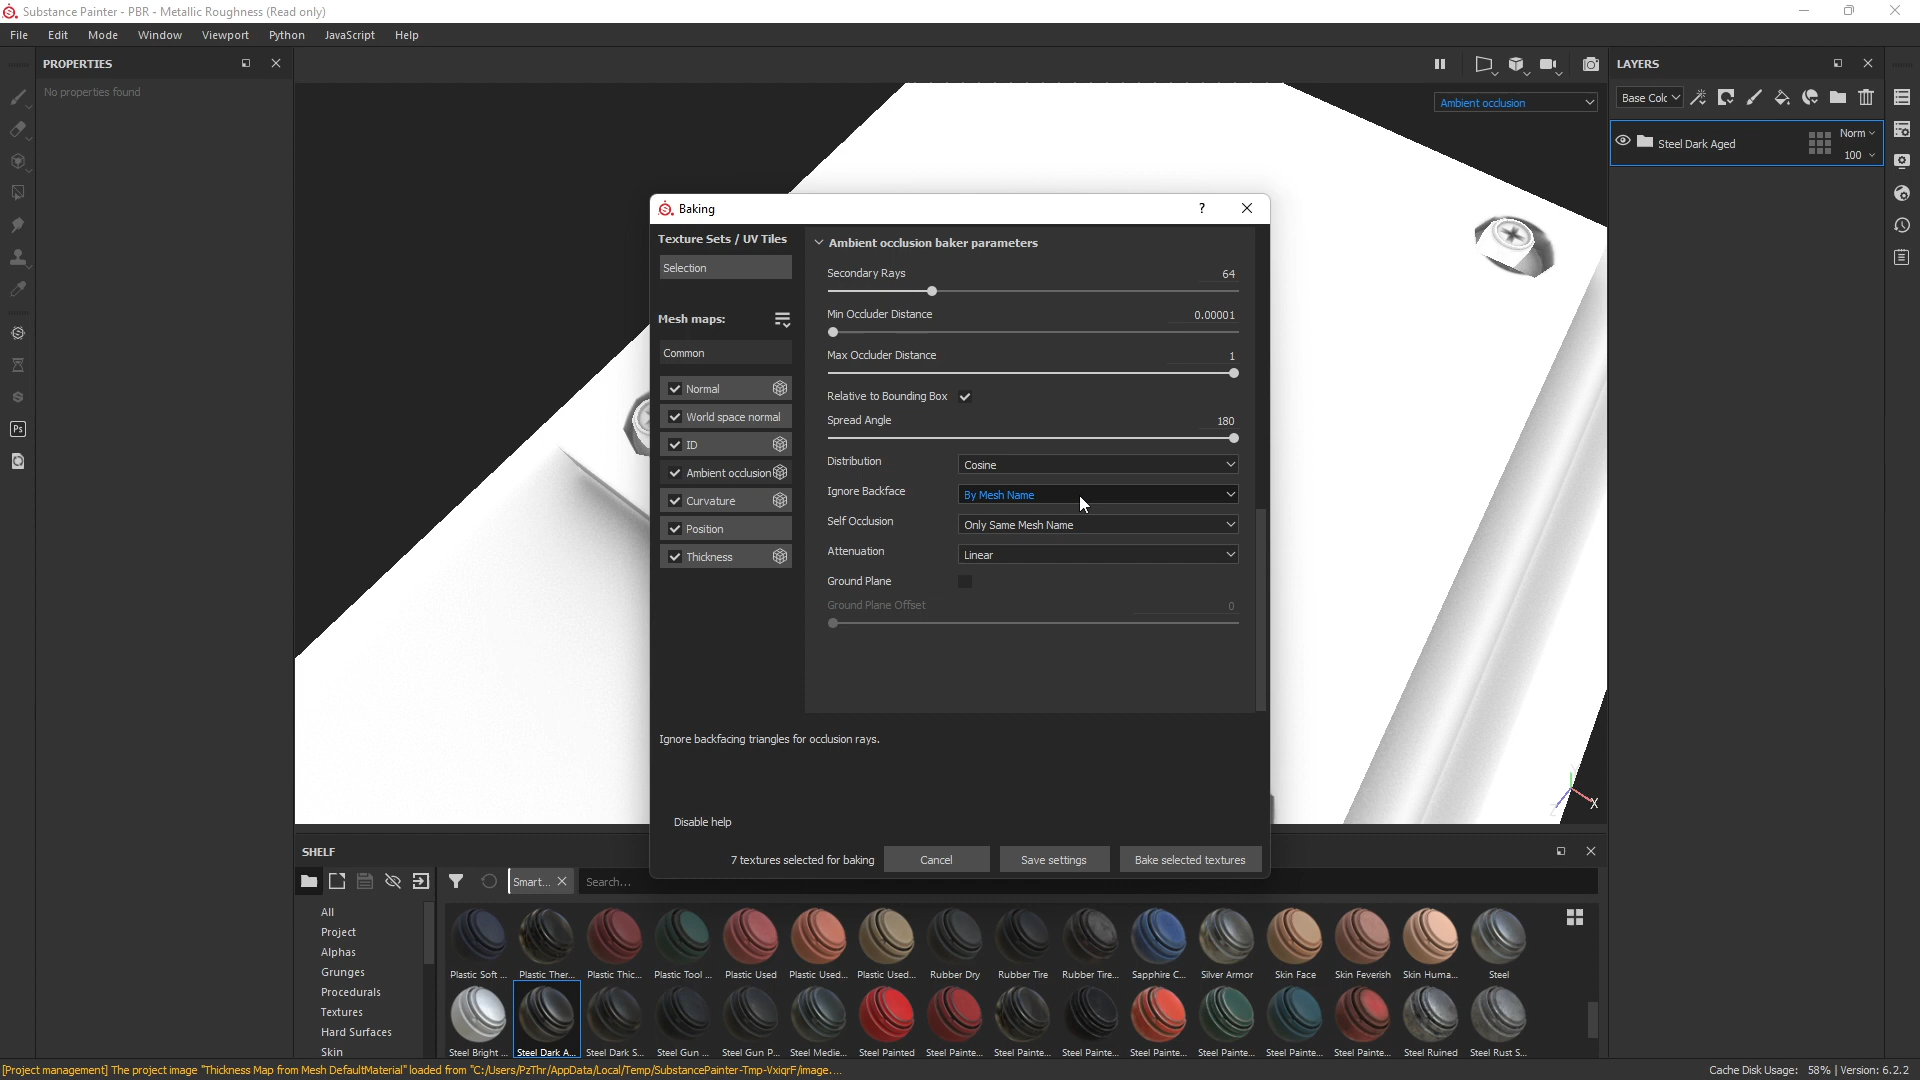 Substance Painter - PBR - Metallic Roughness (Read only)
File Edit Mode Window Viewport Python JavaScript Help
PROPERTIES
No properties found
Ambient occlusion
LAYERS
Base Colc
Steel Dark Aged
Norm
100
Ps
Baking
?
Texture Sets / UV Tiles
Selection
Mesh maps:
Common
Normal
World space normal
ID
Ambient occlusion
Curvature
Position
Thickness
Ambient occlusion baker parameters
Secondary Rays 64
Min Occluder Distance 0.00001
Max Occluder Distance 1
Relative to Bounding Box
Spread Angle 180
Distribution Cosine
Ignore Backface By Mesh Name
Self Occlusion Only Same Mesh Name
Attenuation Linear
Ground Plane
Ground Plane Offset 0
Ignore backfacing triangles for occlusion rays.
Disable help
7 textures selected for baking Cancel Save settings Bake selected textures
X
SHELF
Smart... Search...
All
Project
Alphas
Grunges
Procedurals
Textures
Hard Surfaces
Skin
Plastic Soft ... Plastic Ther... Plastic Thic... Plastic Tool ... Plastic Used Plastic Used... Plastic Used... Rubber Dry Rubber Tire Rubber Tire... Sapphire C... Silver Armor Skin Face Skin Feverish Skin Huma... Steel
Steel Bright ... Steel Dark A... Steel Dark S... Steel Gun ... Steel Gun P... Steel Medie... Steel Painted Steel Painte... Steel Painte... Steel Painte... Steel Painte... Steel Painte... Steel Painte... Steel Painte... Steel Ruined Steel Rust S...
[Project management] The project image "Thickness Map from Mesh DefaultMaterial" loaded from "C:/Users/PzThr/AppData/Local/Temp/SubstancePainter-Tmp-VxiqrF/image....
Cache Disk Usage: 58% | Version: 6.2.2